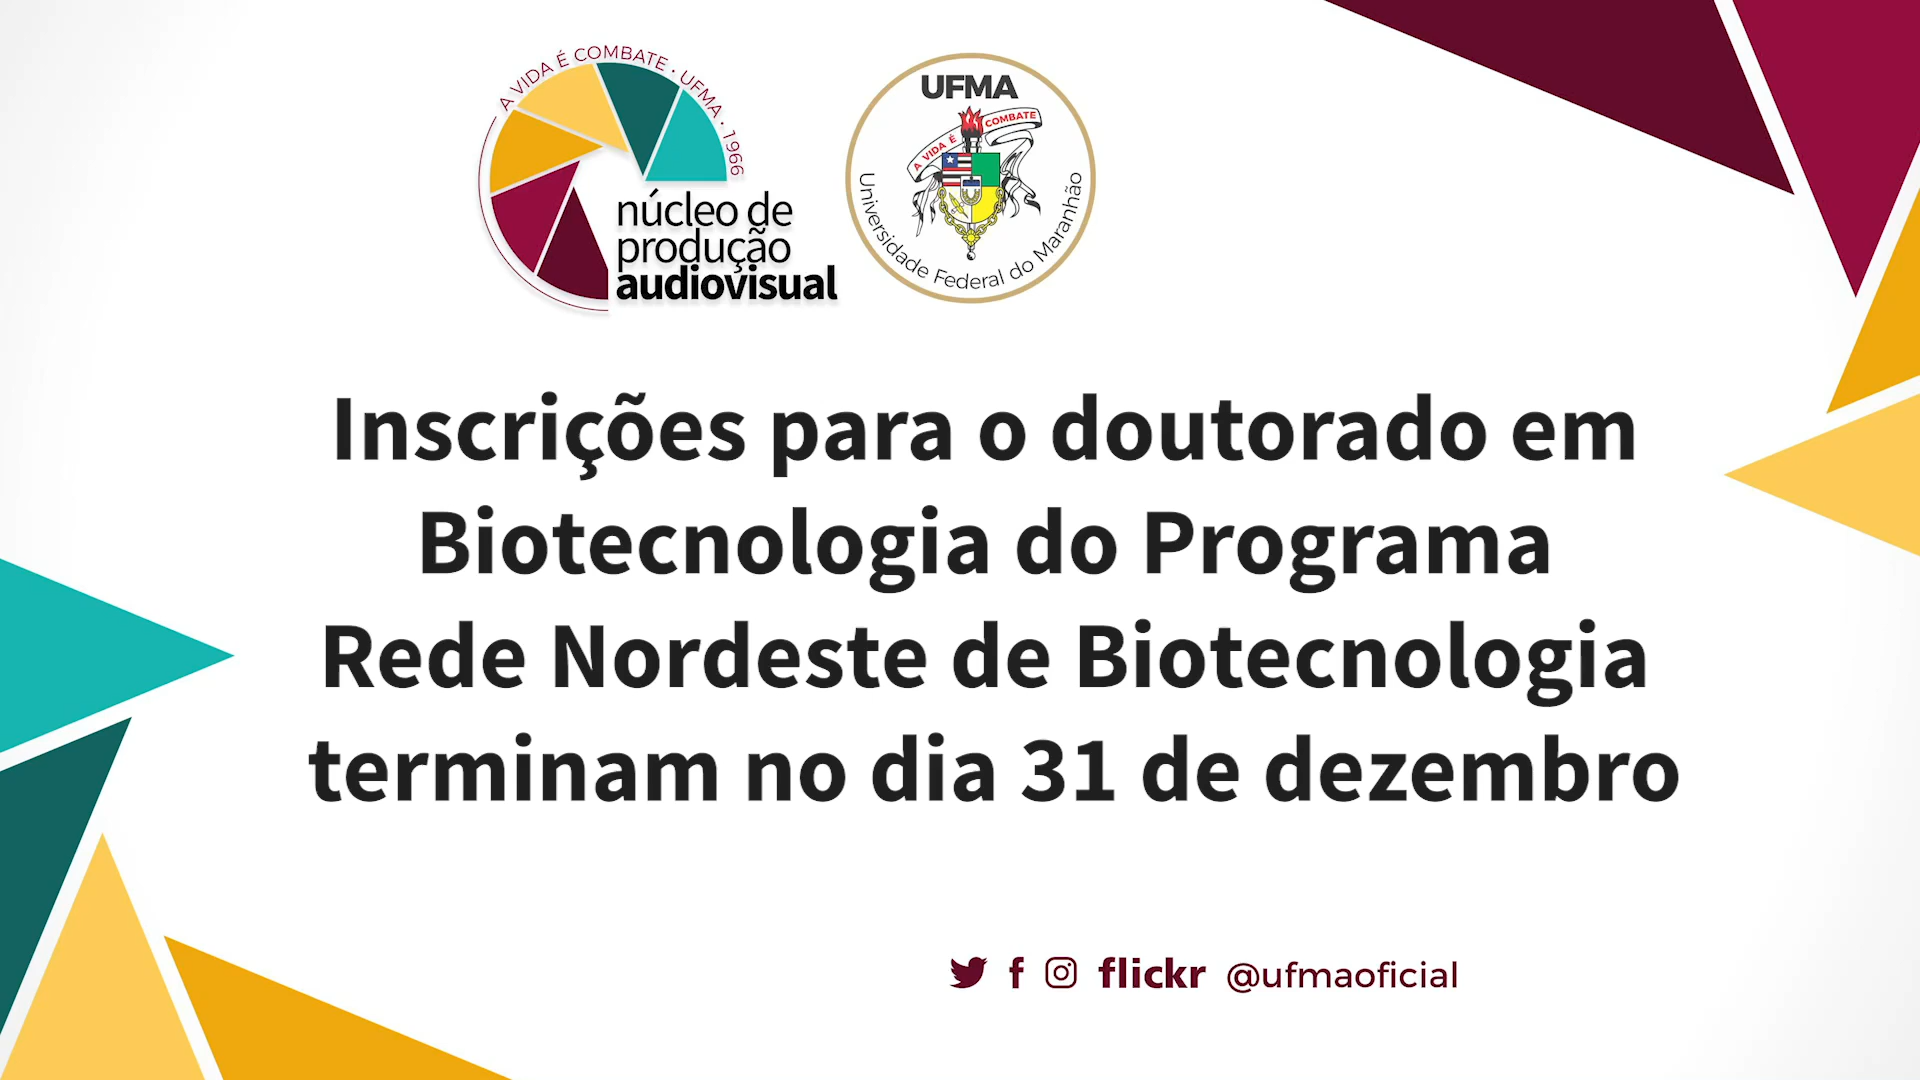 A VIDA É COMBATE · UFMA · 1966
núcleo de
produção
audiovisual
UFMA
A VIDA É COMBATE
Universidade Federal do Maranhão
Inscrições para o doutorado em
Biotecnologia do Programa
Rede Nordeste de Biotecnologia
terminam no dia 31 de dezembro
flickr @ufmaoficial